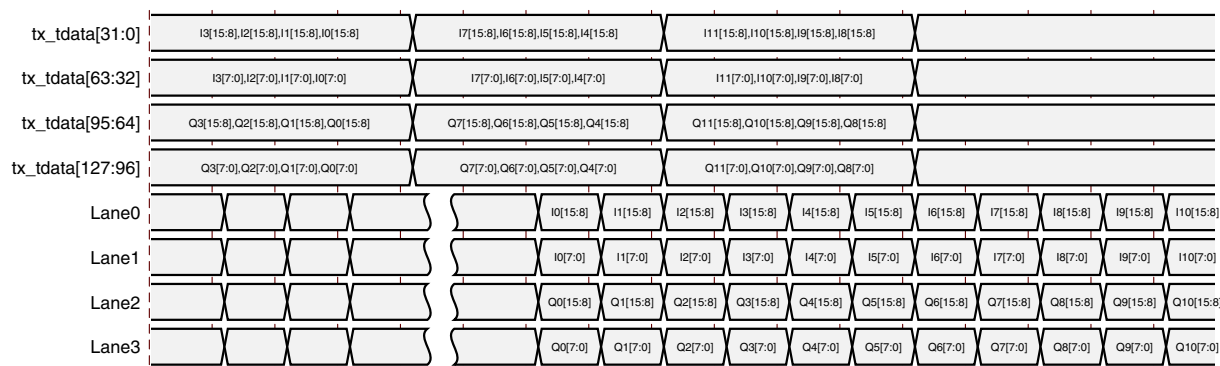 tx_tdata[31:0] I3[15:8],I2[15:8],I1[15:8],I0[15:8] I7[15:8],I6[15:8],I5[15:8],I4[15:8] I11[15:8],I10[15:8],I9[15:8],I8[15:8]
tx_tdata[63:32] I3[7:0],I2[7:0],I1[7:0],I0[7:0] I7[7:0],I6[7:0],I5[7:0],I4[7:0] I11[7:0],I10[7:0],I9[7:0],I8[7:0]
tx_tdata[95:64] Q3[15:8],Q2[15:8],Q1[15:8],Q0[15:8] Q7[15:8],Q6[15:8],Q5[15:8],Q4[15:8] Q11[15:8],Q10[15:8],Q9[15:8],Q8[15:8]
tx_tdata[127:96] Q3[7:0],Q2[7:0],Q1[7:0],Q0[7:0] Q7[7:0],Q6[7:0],Q5[7:0],Q4[7:0] Q11[7:0],Q10[7:0],Q9[7:0],Q8[7:0]
Lane0 I0[15:8] I1[15:8] I2[15:8] I3[15:8] I4[15:8] I5[15:8] I6[15:8] I7[15:8] I8[15:8] I9[15:8] I10[15:8]
Lane1 I0[7:0] I1[7:0] I2[7:0] I3[7:0] I4[7:0] I5[7:0] I6[7:0] I7[7:0] I8[7:0] I9[7:0] I10[7:0]
Lane2 Q0[15:8] Q1[15:8] Q2[15:8] Q3[15:8] Q4[15:8] Q5[15:8] Q6[15:8] Q7[15:8] Q8[15:8] Q9[15:8] Q10[15:8]
Lane3 Q0[7:0] Q1[7:0] Q2[7:0] Q3[7:0] Q4[7:0] Q5[7:0] Q6[7:0] Q7[7:0] Q8[7:0] Q9[7:0] Q10[7:0]